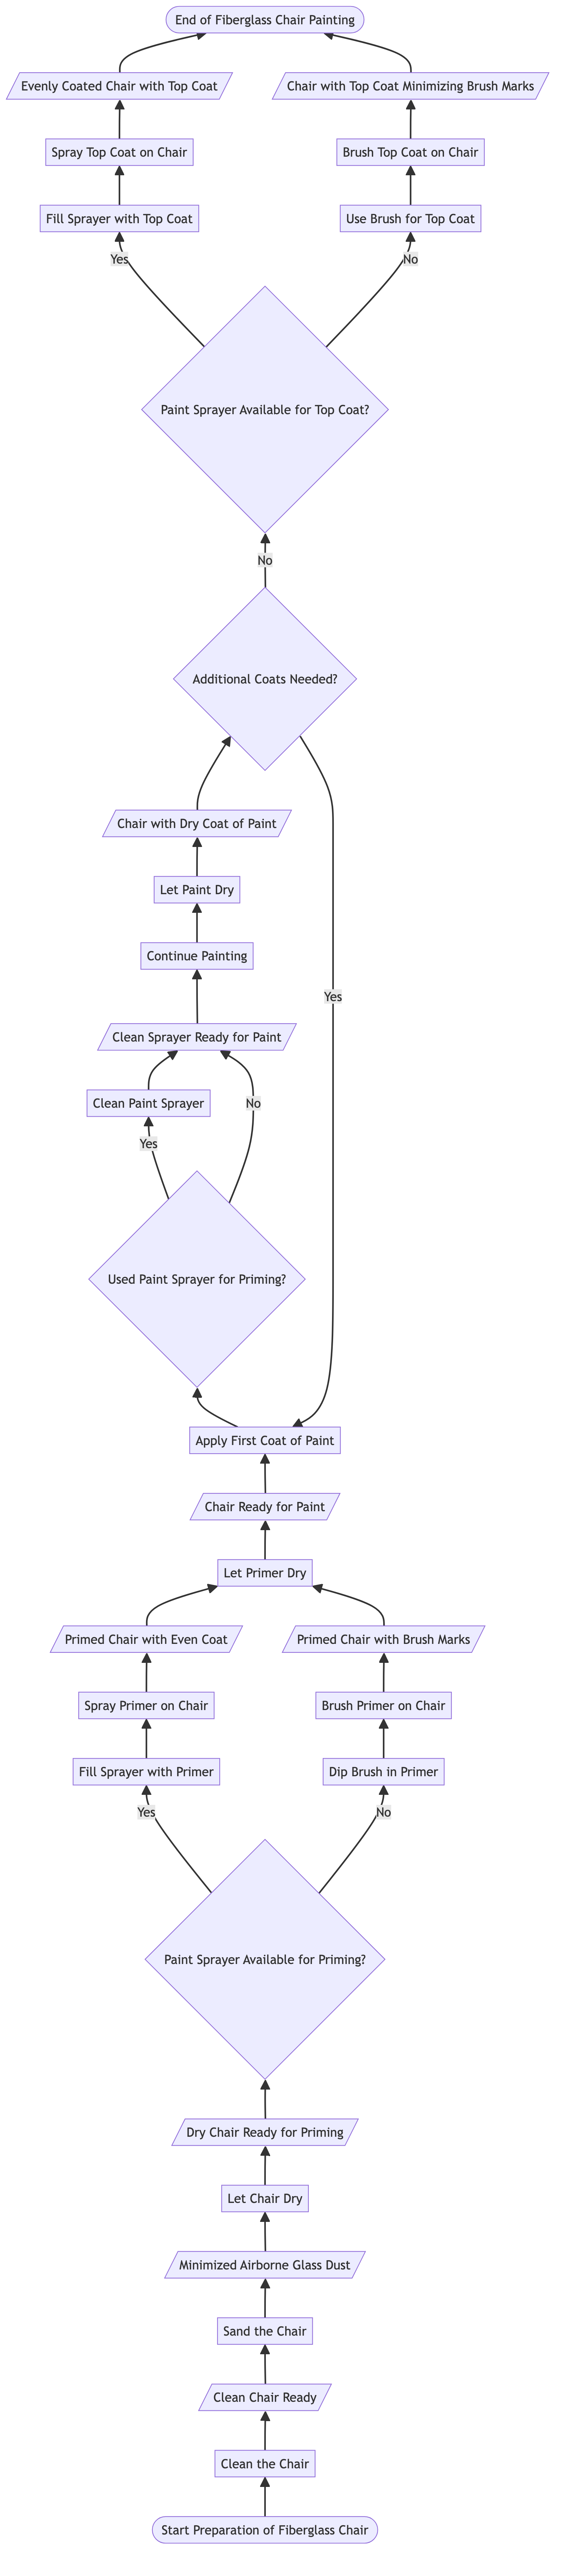 End of Fiberglass Chair Painting
Evenly Coated Chair with Top Coat
Chair with Top Coat Minimizing Brush Marks
Spray Top Coat on Chair
Brush Top Coat on Chair
Fill Sprayer with Top Coat
Use Brush for Top Coat
Yes
No
Paint Sprayer Available for Top Coat?
No
Additional Coats Needed?
Chair with Dry Coat of Paint
Let Paint Dry
Continue Painting
Yes
Clean Sprayer Ready for Paint
Clean Paint Sprayer
No
Yes
Used Paint Sprayer for Priming?
Apply First Coat of Paint
Chair Ready for Paint
Let Primer Dry
Primed Chair with Even Coat
Primed Chair with Brush Marks
Spray Primer on Chair
Brush Primer on Chair
Fill Sprayer with Primer
Dip Brush in Primer
Yes
No
Paint Sprayer Available for Priming?
Dry Chair Ready for Priming
Let Chair Dry
Minimized Airborne Glass Dust
Sand the Chair
Clean Chair Ready
Clean the Chair
Start Preparation of Fiberglass Chair